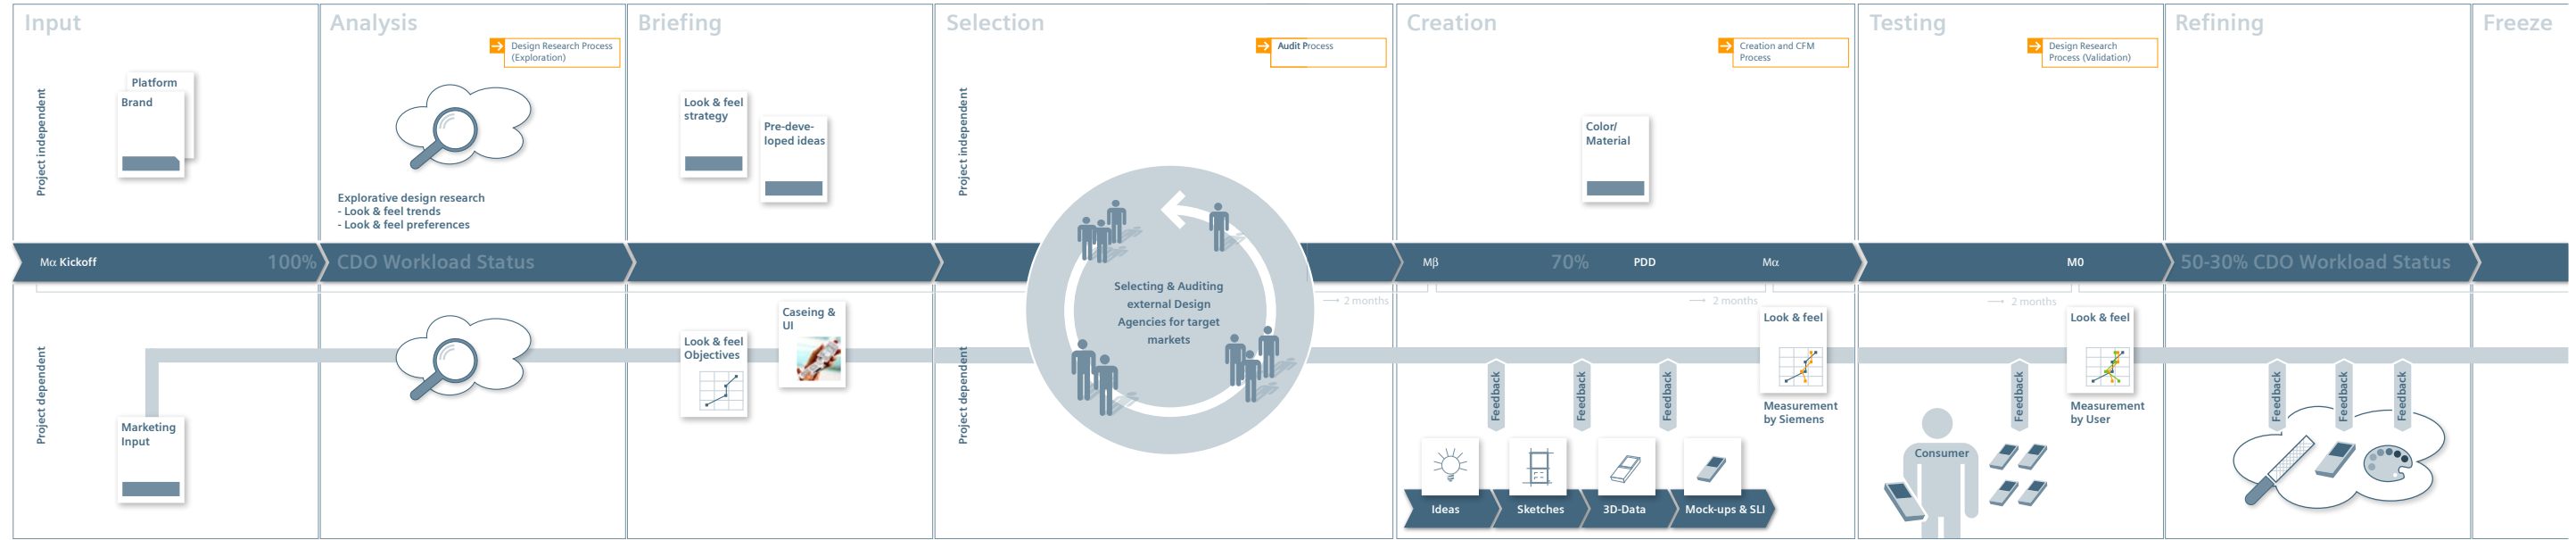 Input
Analysis
Briefing
Selection
Creation
Testing
Refining
Freeze
Design Research Process
(Exploration)
Audit Process
Creation and CFM
Process
Design Research
Process (Validation)
Project independent
Platform
Brand
Explorative design research
- Look & feel trends
- Look & feel preferences
Look & feel
strategy
Pre-deve-
loped ideas
Project independent
Color/
Material
Mα Kickoff
100%
CDO Workload Status
Mβ
70%
PDD
Mα
M0
50-30% CDO Workload Status
Selecting & Auditing
external Design
Agencies for target
markets
2 months
2 months
2 months
Project dependent
Marketing
Input
Look & feel
Objectives
Caseing &
UI
Project dependent
Feedback
Feedback
Feedback
Look & feel
Measurement
by Siemens
Ideas
Sketches
3D-Data
Mock-ups & SLI
Consumer
Feedback
Look & feel
Measurement
by User
Feedback
Feedback
Feedback